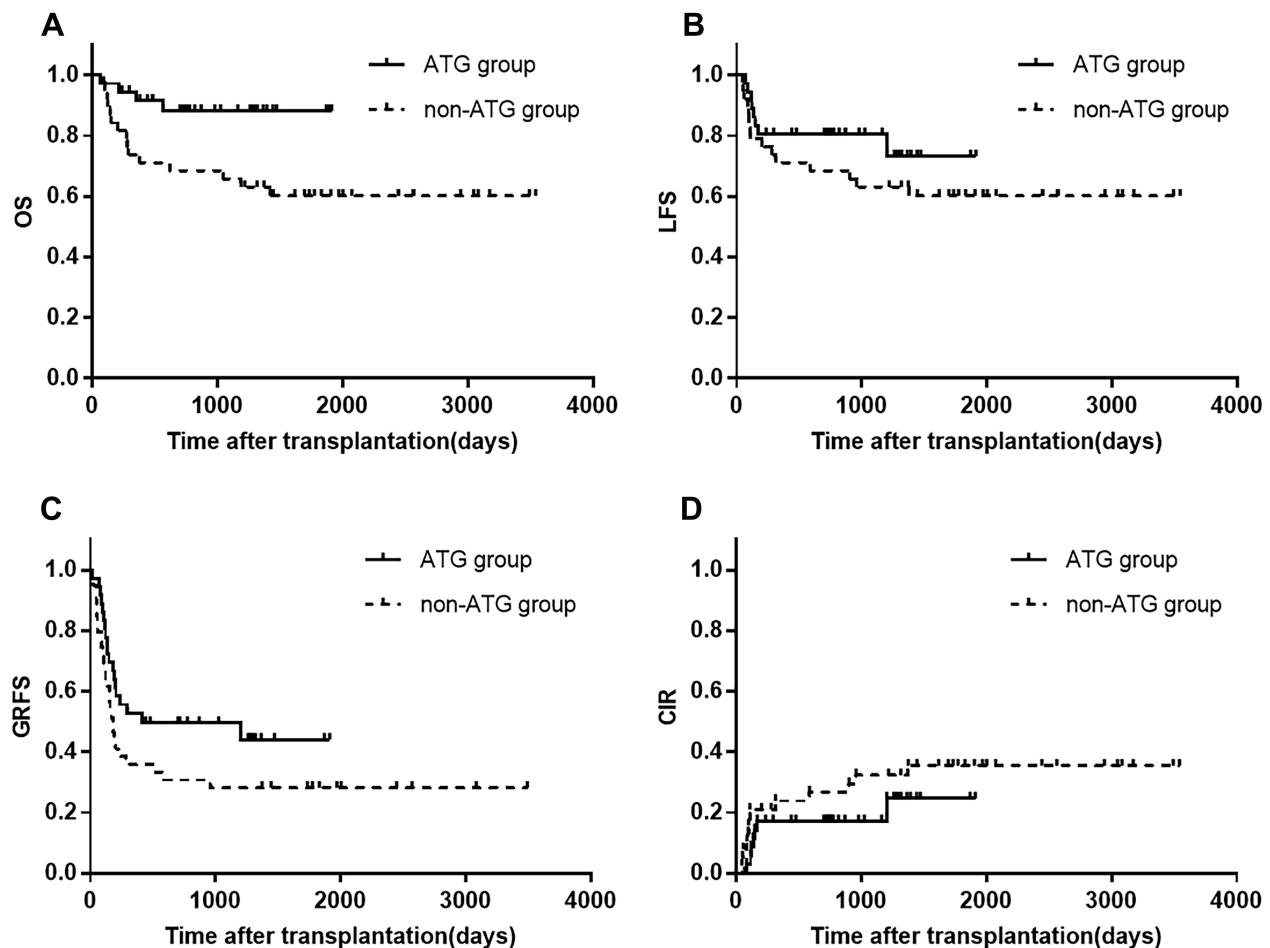 A
OS
1.0
0.8
0.6
0.4
0.2
0.0
ATG group
non-ATG group
0 1000 2000 3000 4000
Time after transplantation(days)
B
LFS
1.0
0.8
0.6
0.4
0.2
0.0
ATG group
non-ATG group
0 1000 2000 3000 4000
Time after transplantation(days)
C
GRFS
1.0
0.8
0.6
0.4
0.2
0.0
ATG group
non-ATG group
0 1000 2000 3000 4000
Time after transplantation(days)
D
CIR
1.0
0.8
0.6
0.4
0.2
0.0
ATG group
non-ATG group
0 1000 2000 3000 4000
Time after transplantation(days)